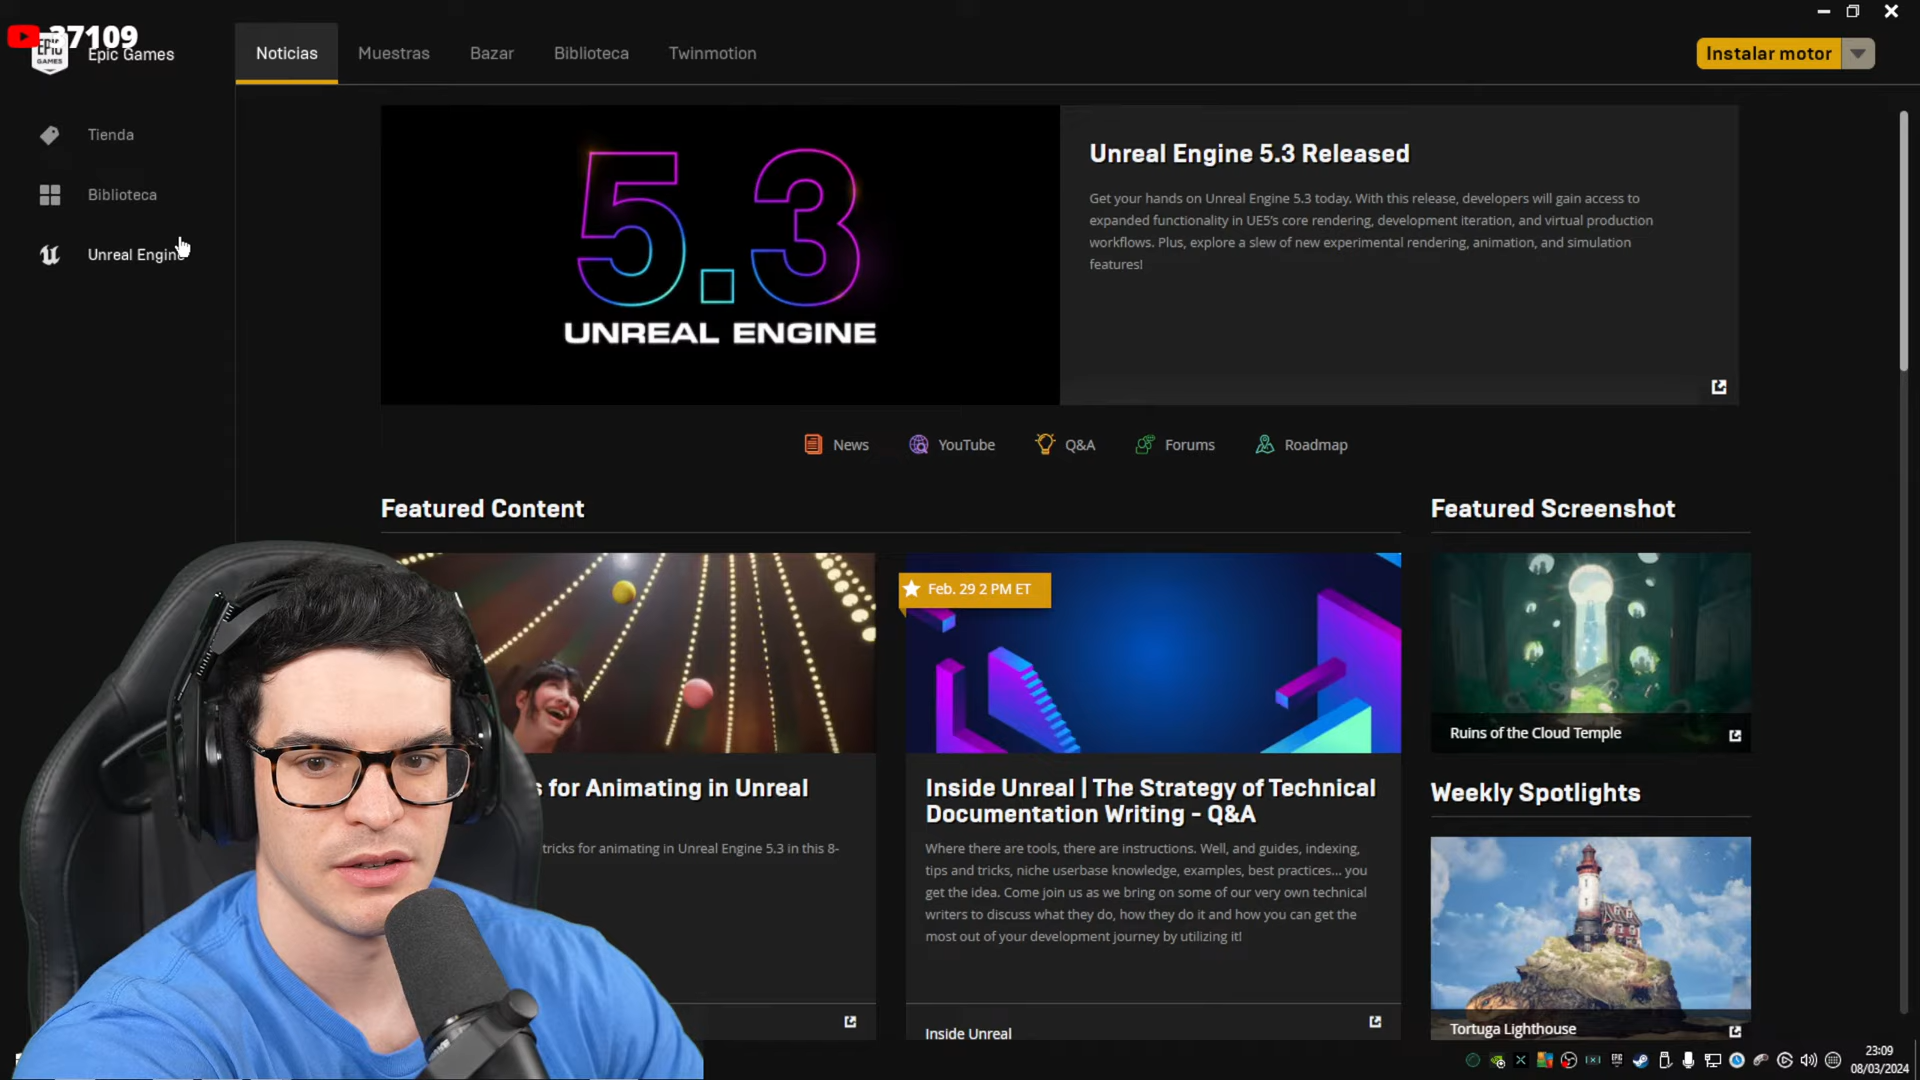 37109
EPIC GAMES
Epic Games
Noticias
Muestras
Bazar
Biblioteca
Twinmotion
Instalar motor
Tienda
Biblioteca
Unreal Engine
5.3
UNREAL ENGINE
Unreal Engine 5.3 Released
Get your hands on Unreal Engine 5.3 today. With this release, developers will gain access to
expanded functionality in UE5's core rendering, development iteration, and virtual production
workflows. Plus, explore a slew of new experimental rendering, animation, and simulation
features!
News
YouTube
Q&A
Forums
Roadmap
Featured Content
Featured Screenshot
Feb. 29 2 PM ET
Ruins of the Cloud Temple
s for Animating in Unreal
tricks for animating in Unreal Engine 5.3 in this 8-
Inside Unreal | The Strategy of Technical
Documentation Writing - Q&A
Where there are tools, there are instructions. Well, and guides, indexing,
tips and tricks, niche userbase knowledge, examples, best practices... you
get the idea. Come join us as we bring on some of our very own technical
writers to discuss what they do, how they do it and how you can get the
most out of your development journey by utilizing it!
Inside Unreal
Weekly Spotlights
Tortuga Lighthouse
23:09
08/03/2024